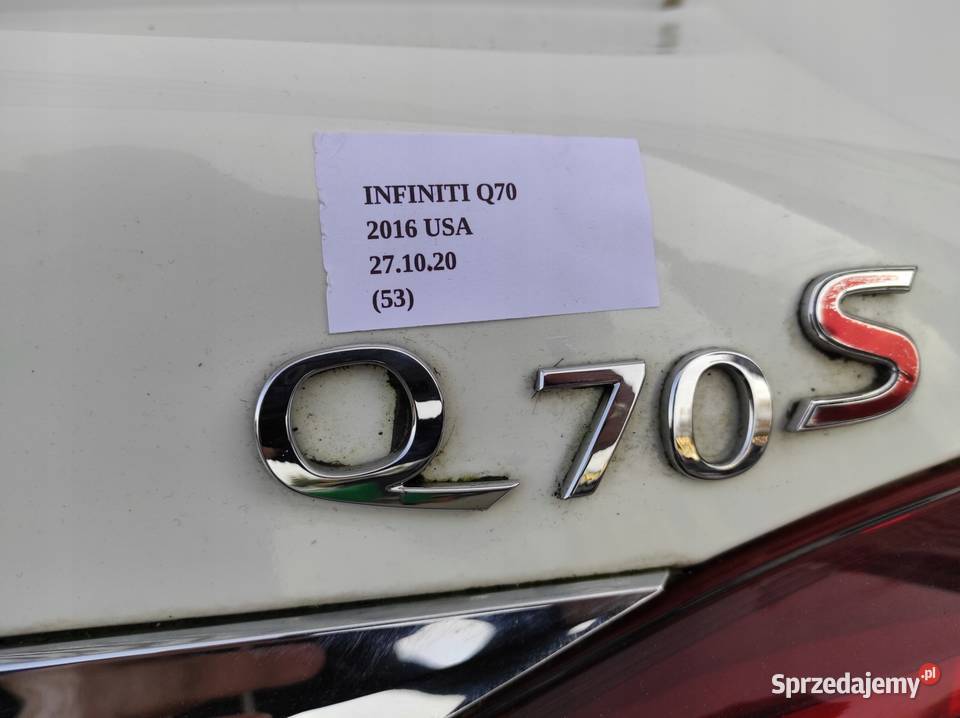 INFINITI Q70
2016 USA
27.10.20
(53)
Q70S
Sprzedajemy.pl